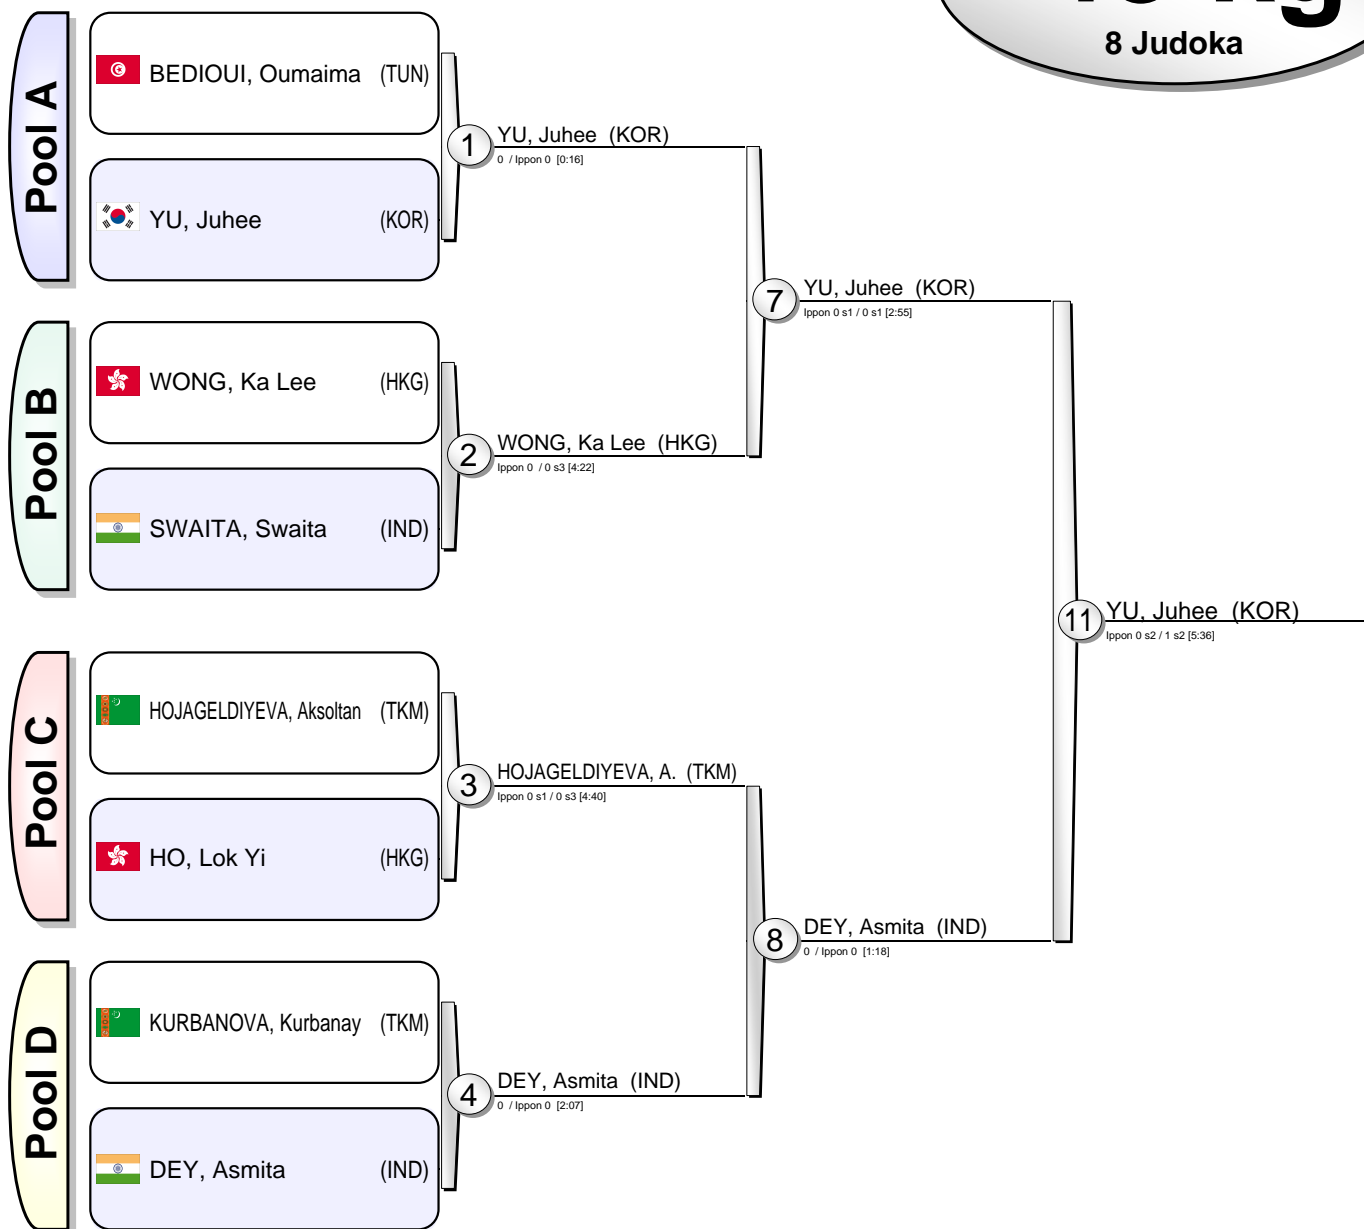 8 Judoka
Pool A
BEDIOUI, Oumaima (TUN)
YU, Juhee (KOR)
1
YU, Juhee (KOR)
0 / Ippon 0 [0:16]
Pool B
WONG, Ka Lee (HKG)
SWAITA, Swaita (IND)
2
WONG, Ka Lee (HKG)
Ippon 0 / 0 s3 [4:22]
7
YU, Juhee (KOR)
Ippon 0 s1 / 0 s1 [2:55]
Pool C
HOJAGELDIYEVA, Aksoltan (TKM)
HO, Lok Yi (HKG)
3
HOJAGELDIYEVA, A. (TKM)
Ippon 0 s1 / 0 s3 [4:40]
Pool D
KURBANOVA, Kurbanay (TKM)
DEY, Asmita (IND)
4
DEY, Asmita (IND)
0 / Ippon 0 [2:07]
8
DEY, Asmita (IND)
0 / Ippon 0 [1:18]
11
YU, Juhee (KOR)
Ippon 0 s2 / 1 s2 [5:36]